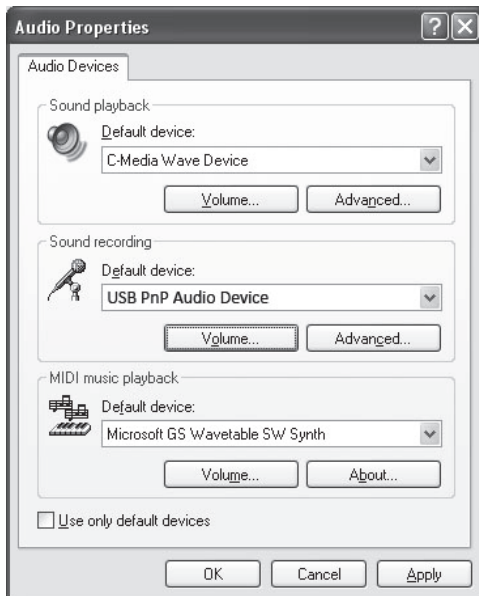 Audio Properties
Audio Devices
Sound playback
Default device:
C-Media Wave Device
Volume... Advanced...
Sound recording
Default device:
USB PnP Audio Device
Volume... Advanced...
MIDI music playback
Default device:
Microsoft GS Wavetable SW Synth
Volume... About...
Use only default devices
OK Cancel Apply